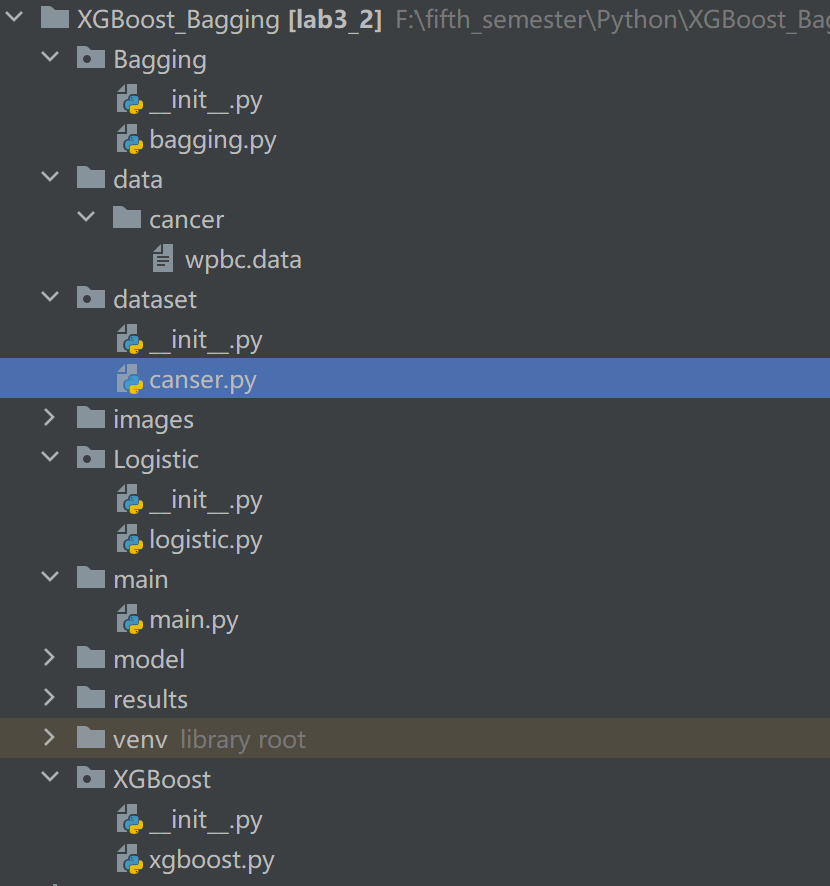 XGBoost_Bagging [lab3_2] F:\fifth_semester\Python\XGBoost_Bag
Bagging
__init__.py
bagging.py
data
cancer
wpbc.data
dataset
__init__.py
canser.py
images
Logistic
__init__.py
logistic.py
main
main.py
model
results
venv library root
XGBoost
__init__.py
xgboost.py